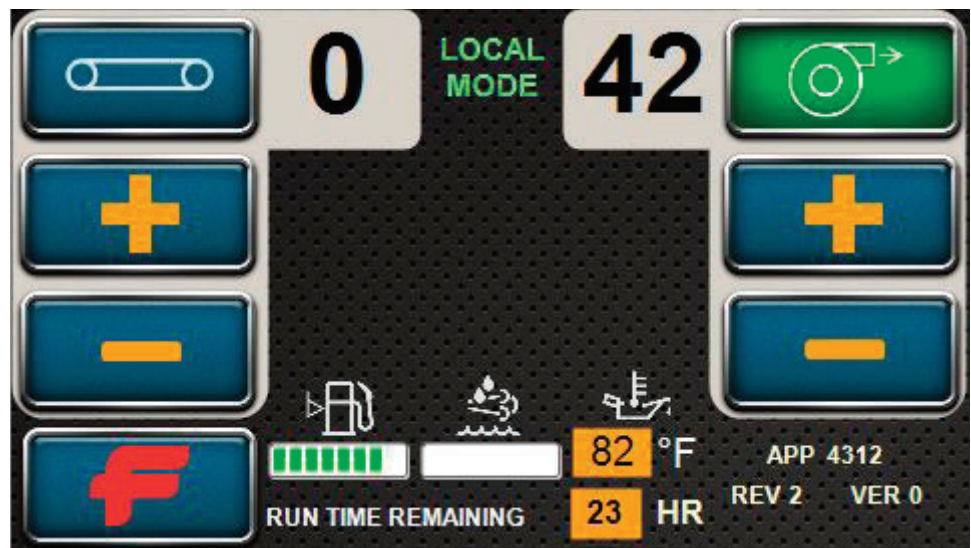 0
LOCAL
MODE
42
82 °F
RUN TIME REMAINING 23 HR
APP 4312
REV 2 VER 0